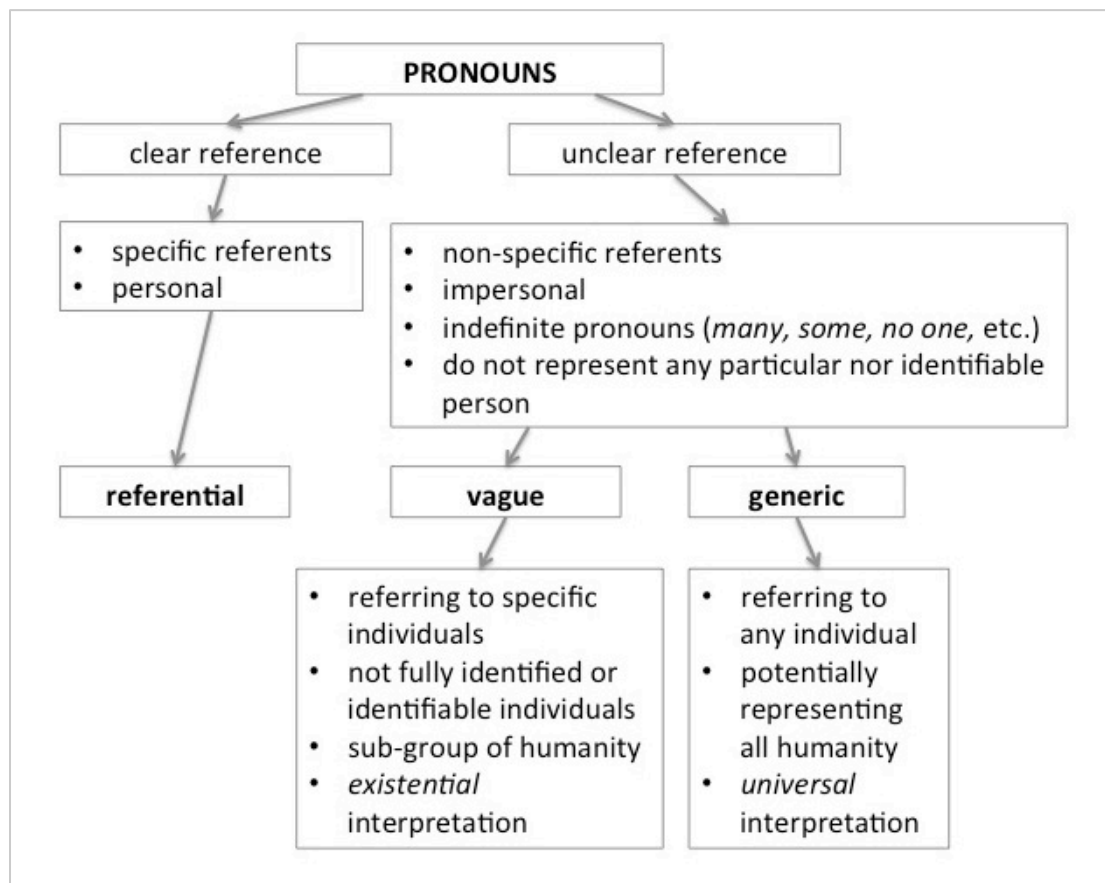 PRONOUNS
clear reference
unclear reference
• specific referents
• personal
• non-specific referents
• impersonal
• indefinite pronouns (many, some, no one, etc.)
• do not represent any particular nor identifiable
person
referential
vague
generic
• referring to specific
individuals
• not fully identified or
identifiable individuals
• sub-group of humanity
• existential
interpretation
• referring to
any individual
• potentially
representing
all humanity
• universal
interpretation